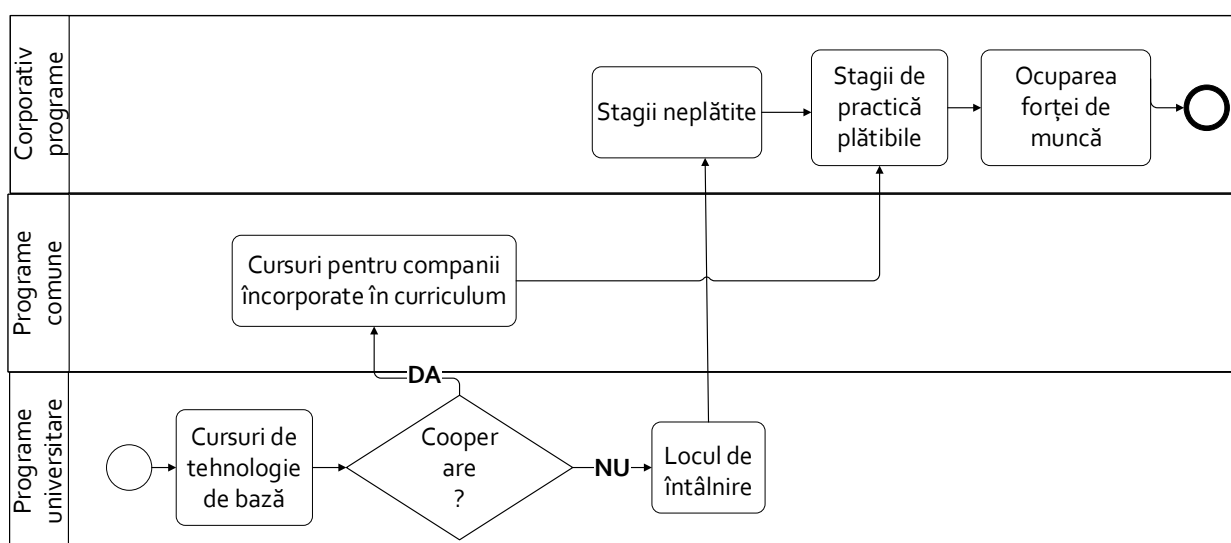 Corporativ
programe
Stagii neplătite
Stagii de
practică
plătibile
Ocuparea
forței de
muncă
Programe
comune
Cursuri pentru companii
încorporate în curriculum
DA
Programe
universitare
Cursuri de
tehnologie
de bază
Cooper
are
?
NU
Locul de
întâlnire